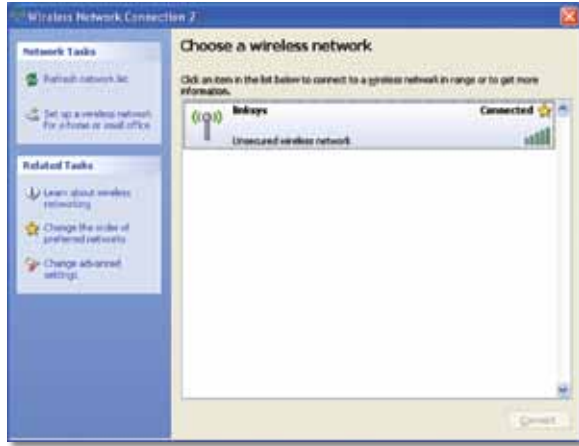 Wireless Network Connection 2
Choose a wireless network
Network Tasks
Refresh network list
Set up a wireless network
for a home or small office
Related Tasks
Learn about wireless
networking
Change the order of
preferred networks
Change advanced
settings
Click an item in the list below to connect to a wireless network in range or to get more
information.
linksys
Connected
Unsecured wireless network
Connect